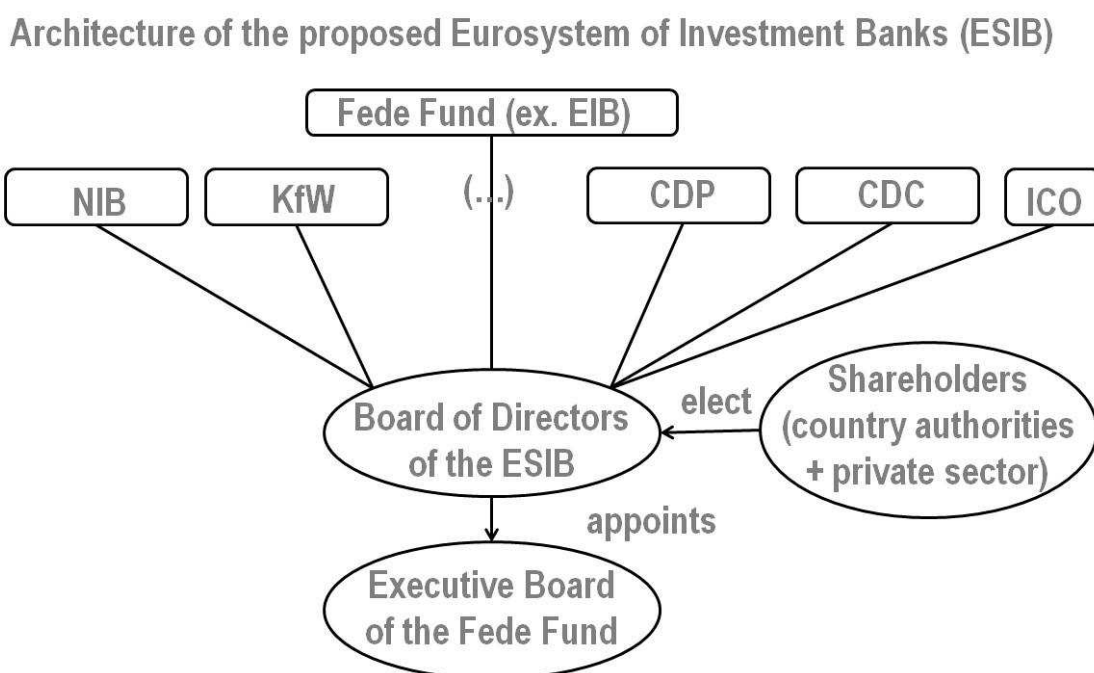 Architecture of the proposed Eurosystem of Investment Banks (ESIB)
Fede Fund (ex. EIB)
NIB
KfW
(...)
CDP
CDC
ICO
Board of Directors
of the ESIB
elect
Shareholders
(country authorities
+ private sector)
appoints
Executive Board
of the Fede Fund